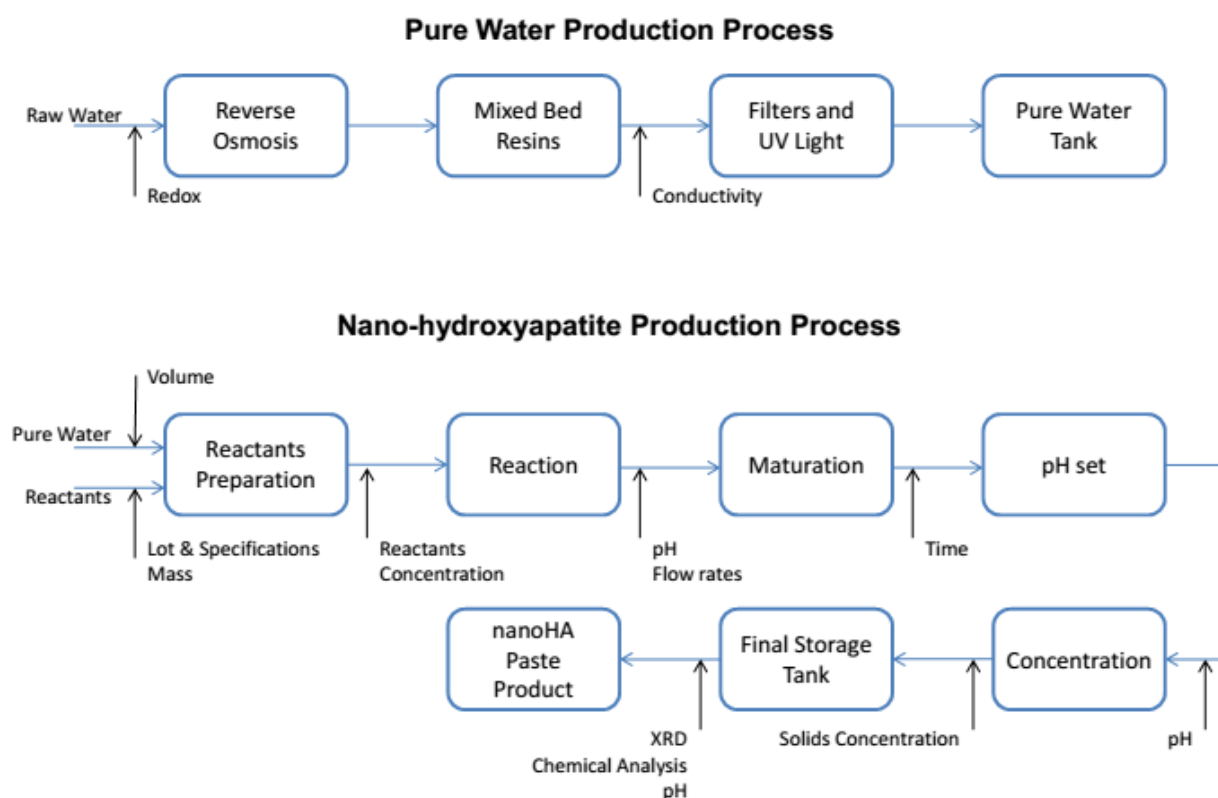 Pure Water Production Process
Raw Water
Reverse
Osmosis
Mixed Bed
Resins
Filters and
UV Light
Pure Water
Tank
Redox
Conductivity
Nano-hydroxyapatite Production Process
Volume
Pure Water
Reactants
Reactants
Preparation
Reaction
Maturation
pH set
Lot & Specifications
Mass
Reactants
Concentration
pH
Flow rates
Time
nanoHA
Paste
Product
Final Storage
Tank
Concentration
XRD
Chemical Analysis
pH
Solids Concentration
pH